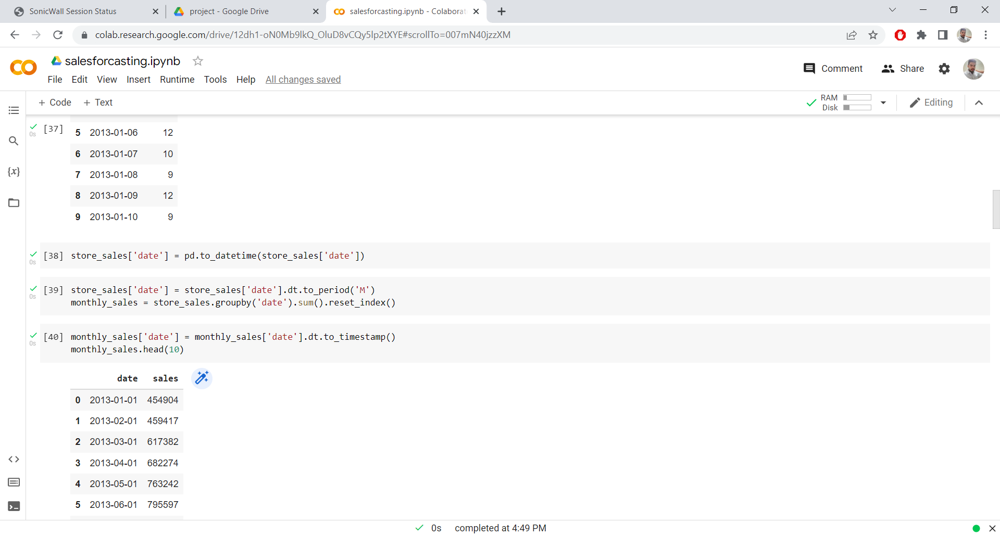 SonicWall Session Status
project - Google Drive
salesforcasting.ipynb - Colaborat
colab.research.google.com/drive/12dh1-oN0Mb9lkQ_OluD8vCQy5lp2tXYE#scrollTo=007mN40jzzXM
CO salesforcasting.ipynb
Comment Share
File Edit View Insert Runtime Tools Help All changes saved
+ Code + Text
RAM
Disk
Editing
[37]
0s
5 2013-01-06 12
6 2013-01-07 10
{x}
7 2013-01-08 9
8 2013-01-09 12
9 2013-01-10 9
[38] store_sales['date'] = pd.to_datetime(store_sales['date'])
0s
[39] store_sales['date'] = store_sales['date'].dt.to_period('M')
0s
monthly_sales = store_sales.groupby('date').sum().reset_index()
[40] monthly_sales['date'] = monthly_sales['date'].dt.to_timestamp()
0s
monthly_sales.head(10)
date sales
0 2013-01-01 454904
1 2013-02-01 459417
2 2013-03-01 617382
3 2013-04-01 682274
4 2013-05-01 763242
5 2013-06-01 795597
0s completed at 4:49 PM